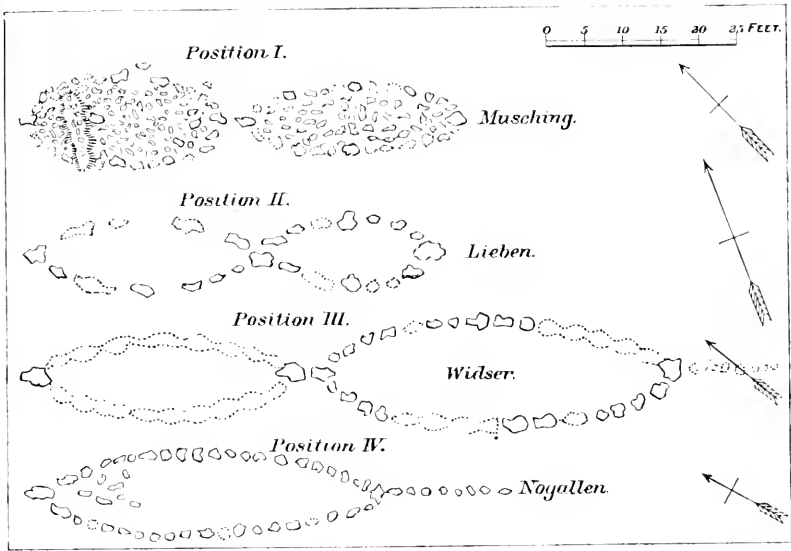 Position I.
0 5 10 15 20 25 FEET.
Musching.
Position II.
Lieben.
Position III.
Widser.
Position IV.
Nogallen.